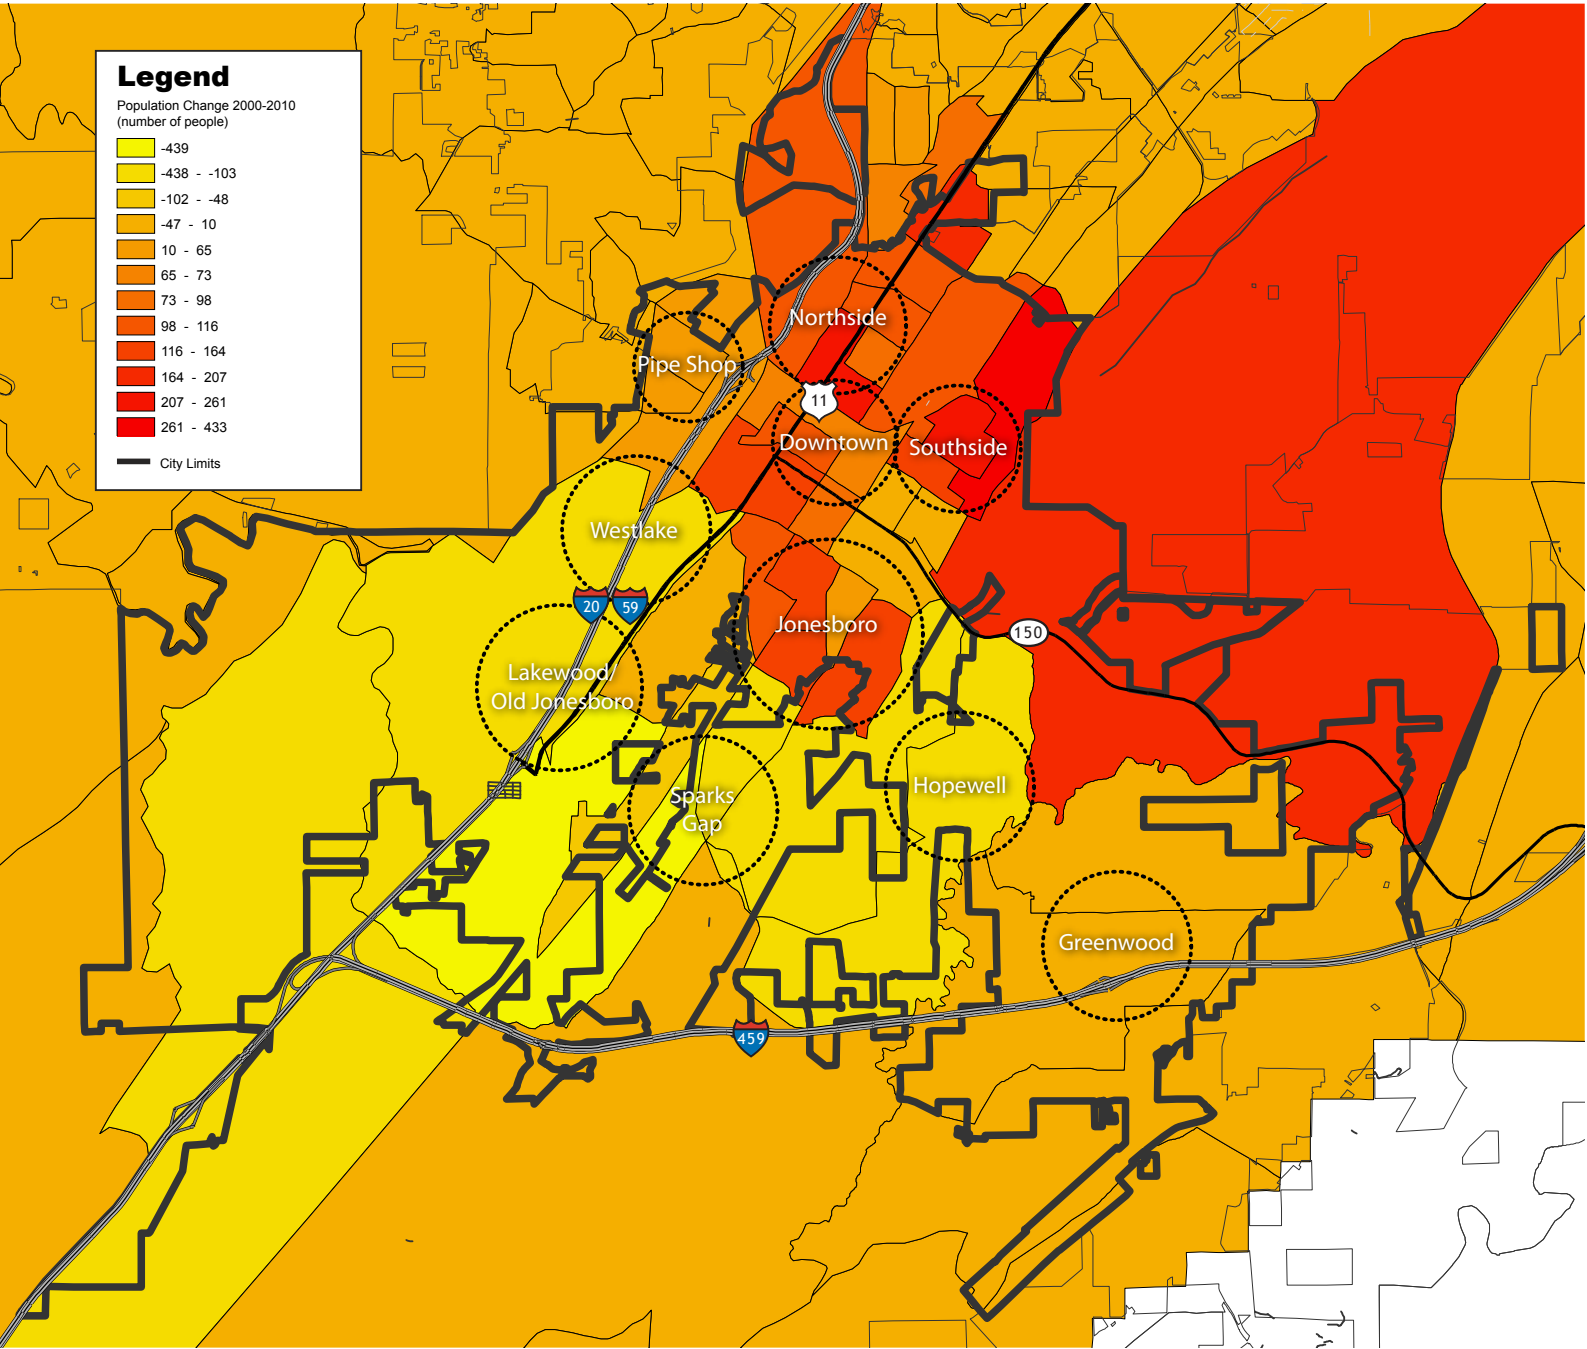 Legend
Population Change 2000-2010
(number of people)
-439
-438 - -103
-102 - -48
-47 - 10
10 - 65
65 - 73
73 - 98
98 - 116
116 - 164
164 - 207
207 - 261
261 - 433
City Limits
Northside
Pipe Shop
11
Downtown
Southside
Westlake
20
59
Jonesboro
150
Lakewood/
Old Jonesboro
Hopewell
Sparks
Gap
Greenwood
459